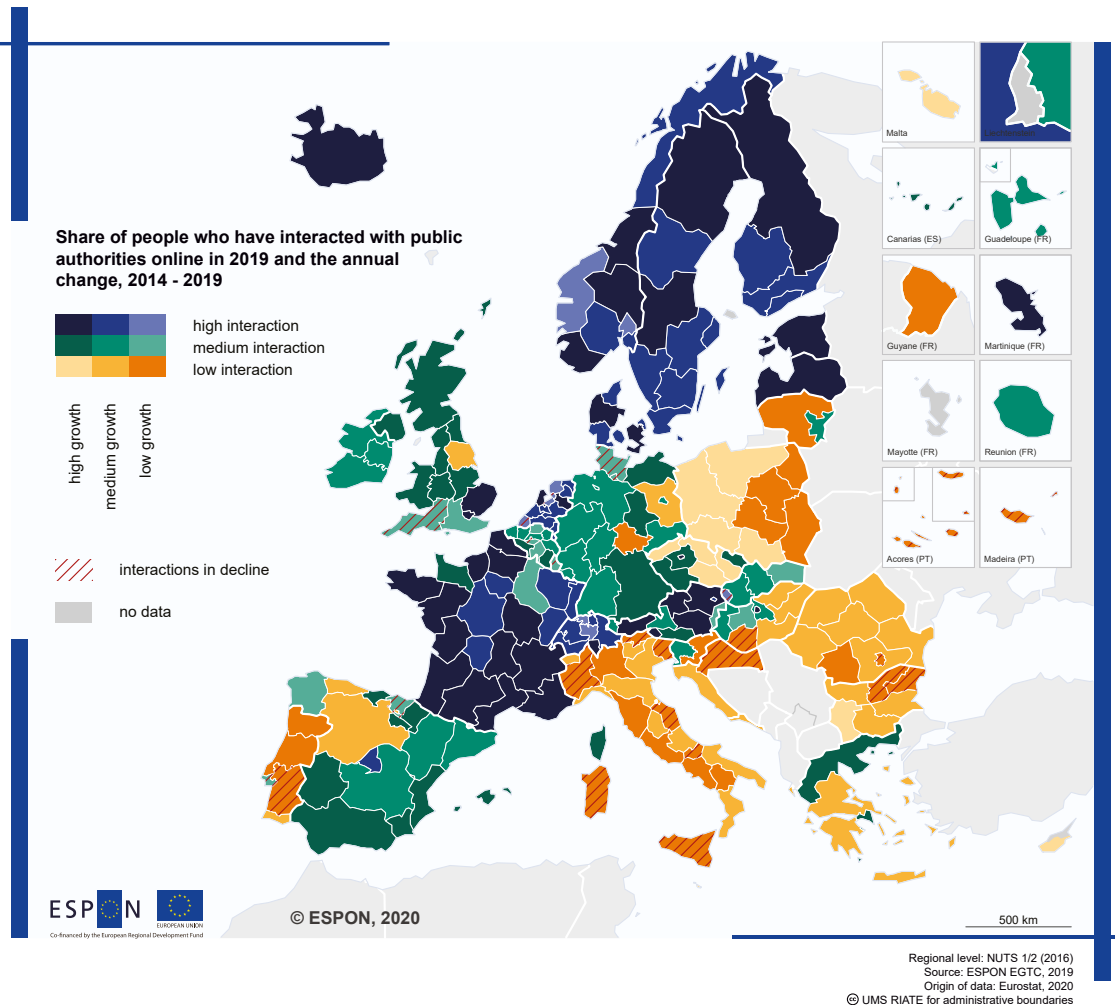 Share of people who have interacted with public
authorities online in 2019 and the annual
change, 2014 - 2019
high interaction
medium interaction
low interaction
high growth
medium growth
low growth
interactions in decline
no data
Malta
Liechtenstein
Canarias (ES)
Guadeloupe (FR)
Guyane (FR)
Martinique (FR)
Mayotte (FR)
Reunion (FR)
Acores (PT)
Madeira (PT)
ESPON
EUROPEAN UNION
Co-financed by the European Regional Development Fund
© ESPON, 2020
500 km
Regional level: NUTS 1/2 (2016)
Source: ESPON EGTC, 2019
Origin of data: Eurostat, 2020
㏄ UMS RIATE for administrative boundaries